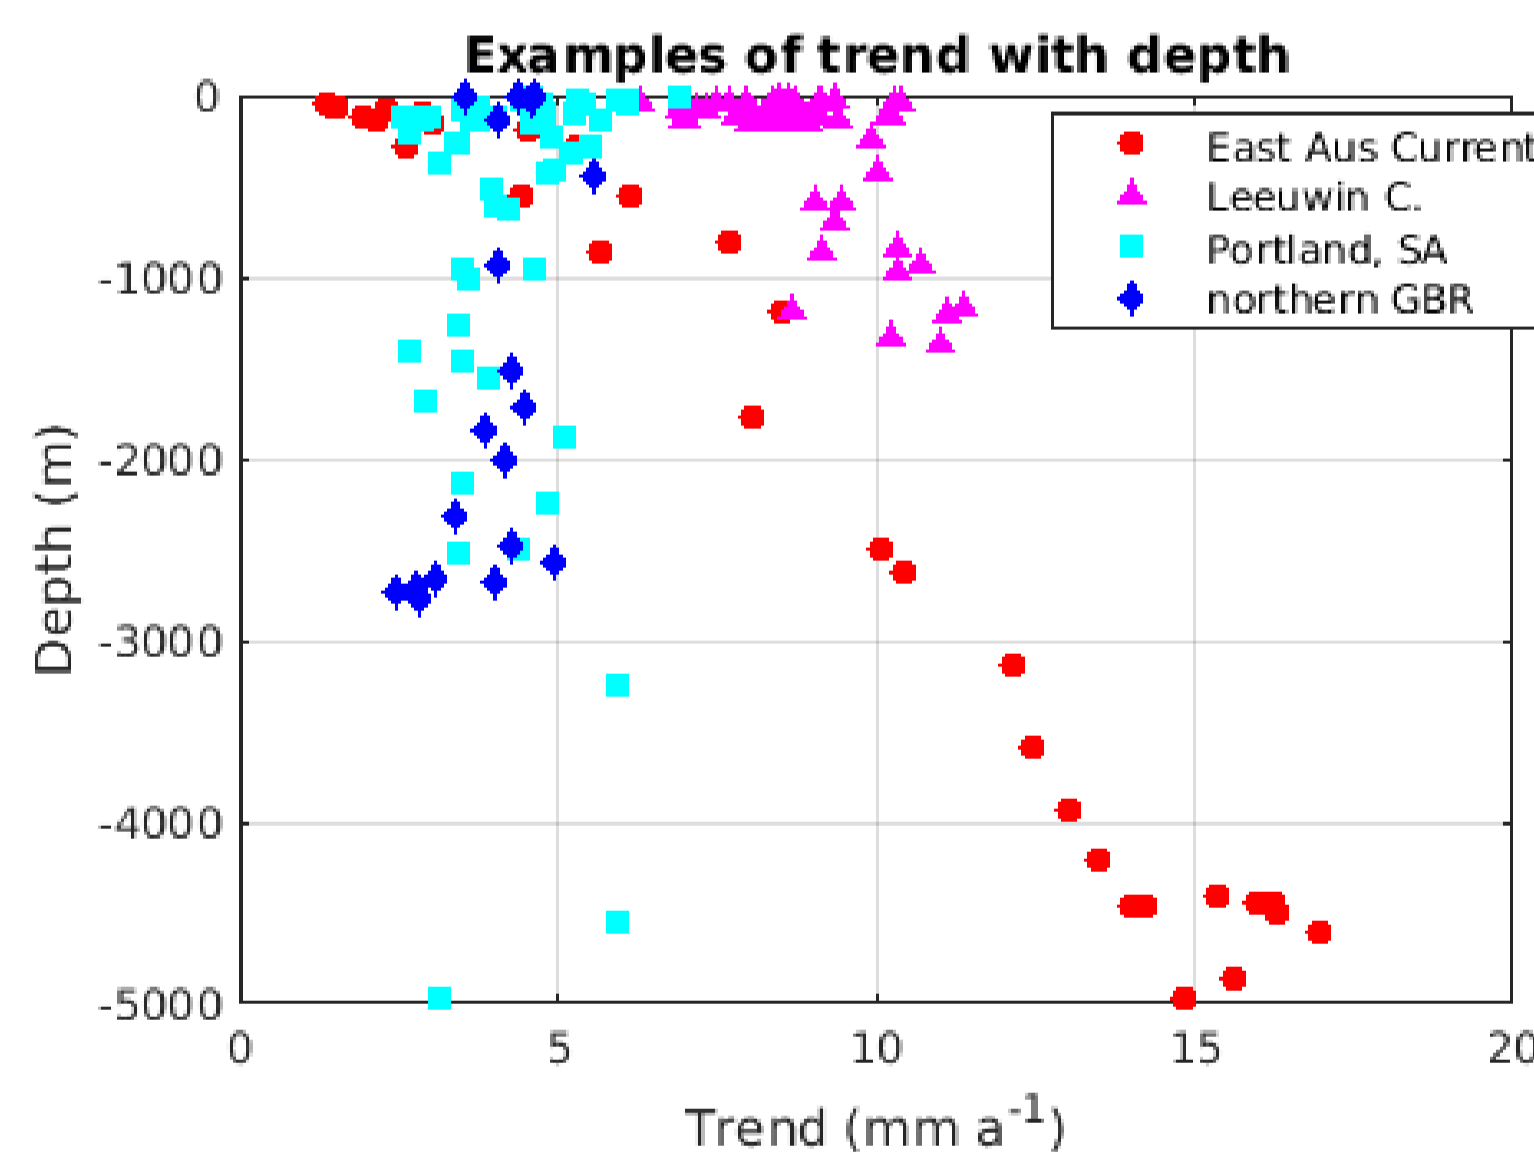 Examples of trend with depth
0
-1000
-2000
-3000
-4000
-5000
Depth (m)
East Aus Current
Leeuwin C.
Portland, SA
northern GBR
0 5 10 15 20
Trend (mm a⁻¹)